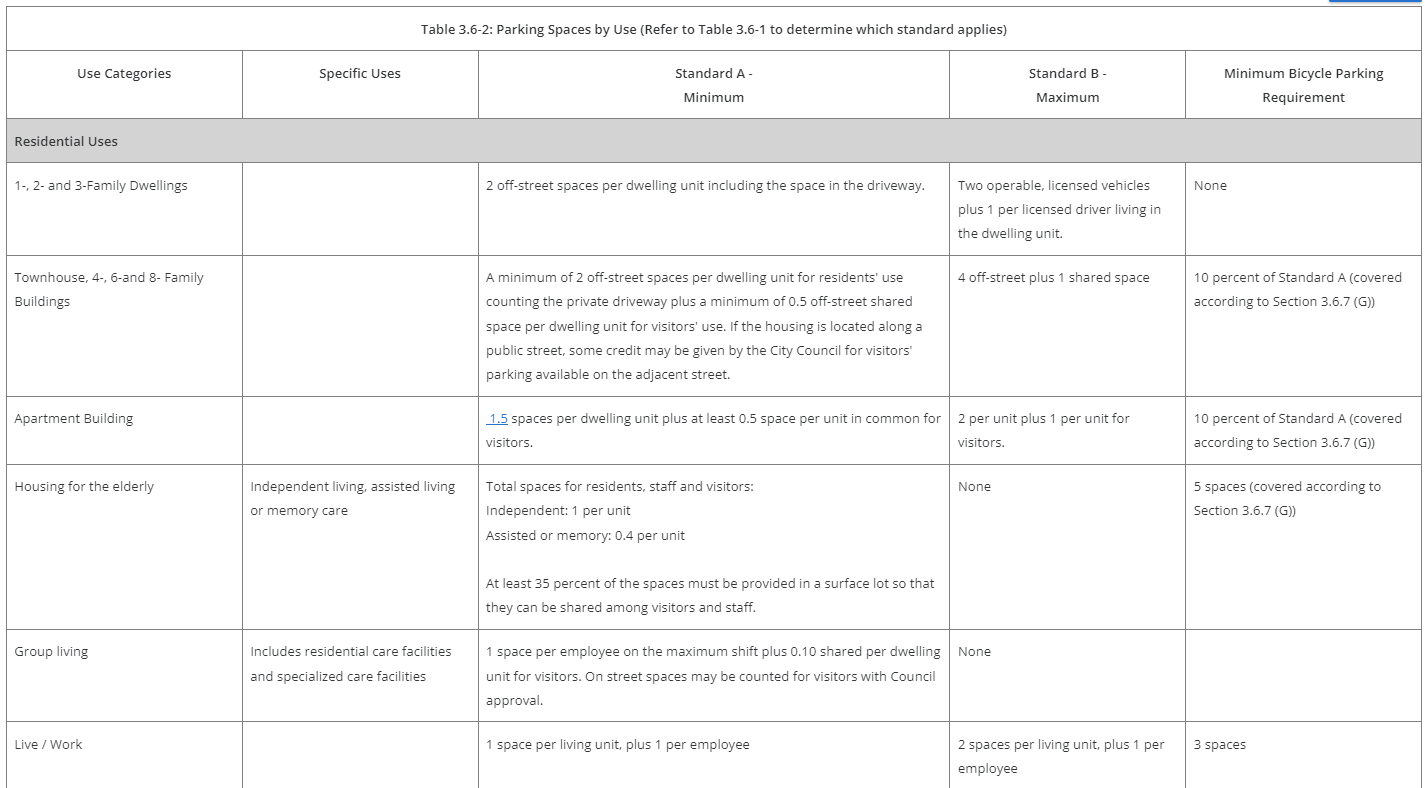 Table 3.6-2: Parking Spaces by Use (Refer to Table 3.6-1 to determine which standard applies)
Use Categories
Specific Uses
Standard A -
Minimum
Standard B -
Maximum
Minimum Bicycle Parking
Requirement
Residential Uses
1-, 2- and 3-Family Dwellings
2 off-street spaces per dwelling unit including the space in the driveway.
Two operable, licensed vehicles
plus 1 per licensed driver living in
the dwelling unit.
None
Townhouse, 4-, 6-and 8- Family
Buildings
A minimum of 2 off-street spaces per dwelling unit for residents' use
counting the private driveway plus a minimum of 0.5 off-street shared
space per dwelling unit for visitors' use. If the housing is located along a
public street, some credit may be given by the City Council for visitors'
parking available on the adjacent street.
4 off-street plus 1 shared space
10 percent of Standard A (covered
according to Section 3.6.7 (G))
Apartment Building
1.5 spaces per dwelling unit plus at least 0.5 space per unit in common for
visitors.
2 per unit plus 1 per unit for
visitors.
10 percent of Standard A (covered
according to Section 3.6.7 (G))
Housing for the elderly
Independent living, assisted living
or memory care
Total spaces for residents, staff and visitors:
Independent: 1 per unit
Assisted or memory: 0.4 per unit
At least 35 percent of the spaces must be provided in a surface lot so that
they can be shared among visitors and staff.
None
5 spaces (covered according to
Section 3.6.7 (G))
Group living
Includes residential care facilities
and specialized care facilities
1 space per employee on the maximum shift plus 0.10 shared per dwelling
unit for visitors. On street spaces may be counted for visitors with Council
approval.
None
Live / Work
1 space per living unit, plus 1 per employee
2 spaces per living unit, plus 1 per
employee
3 spaces